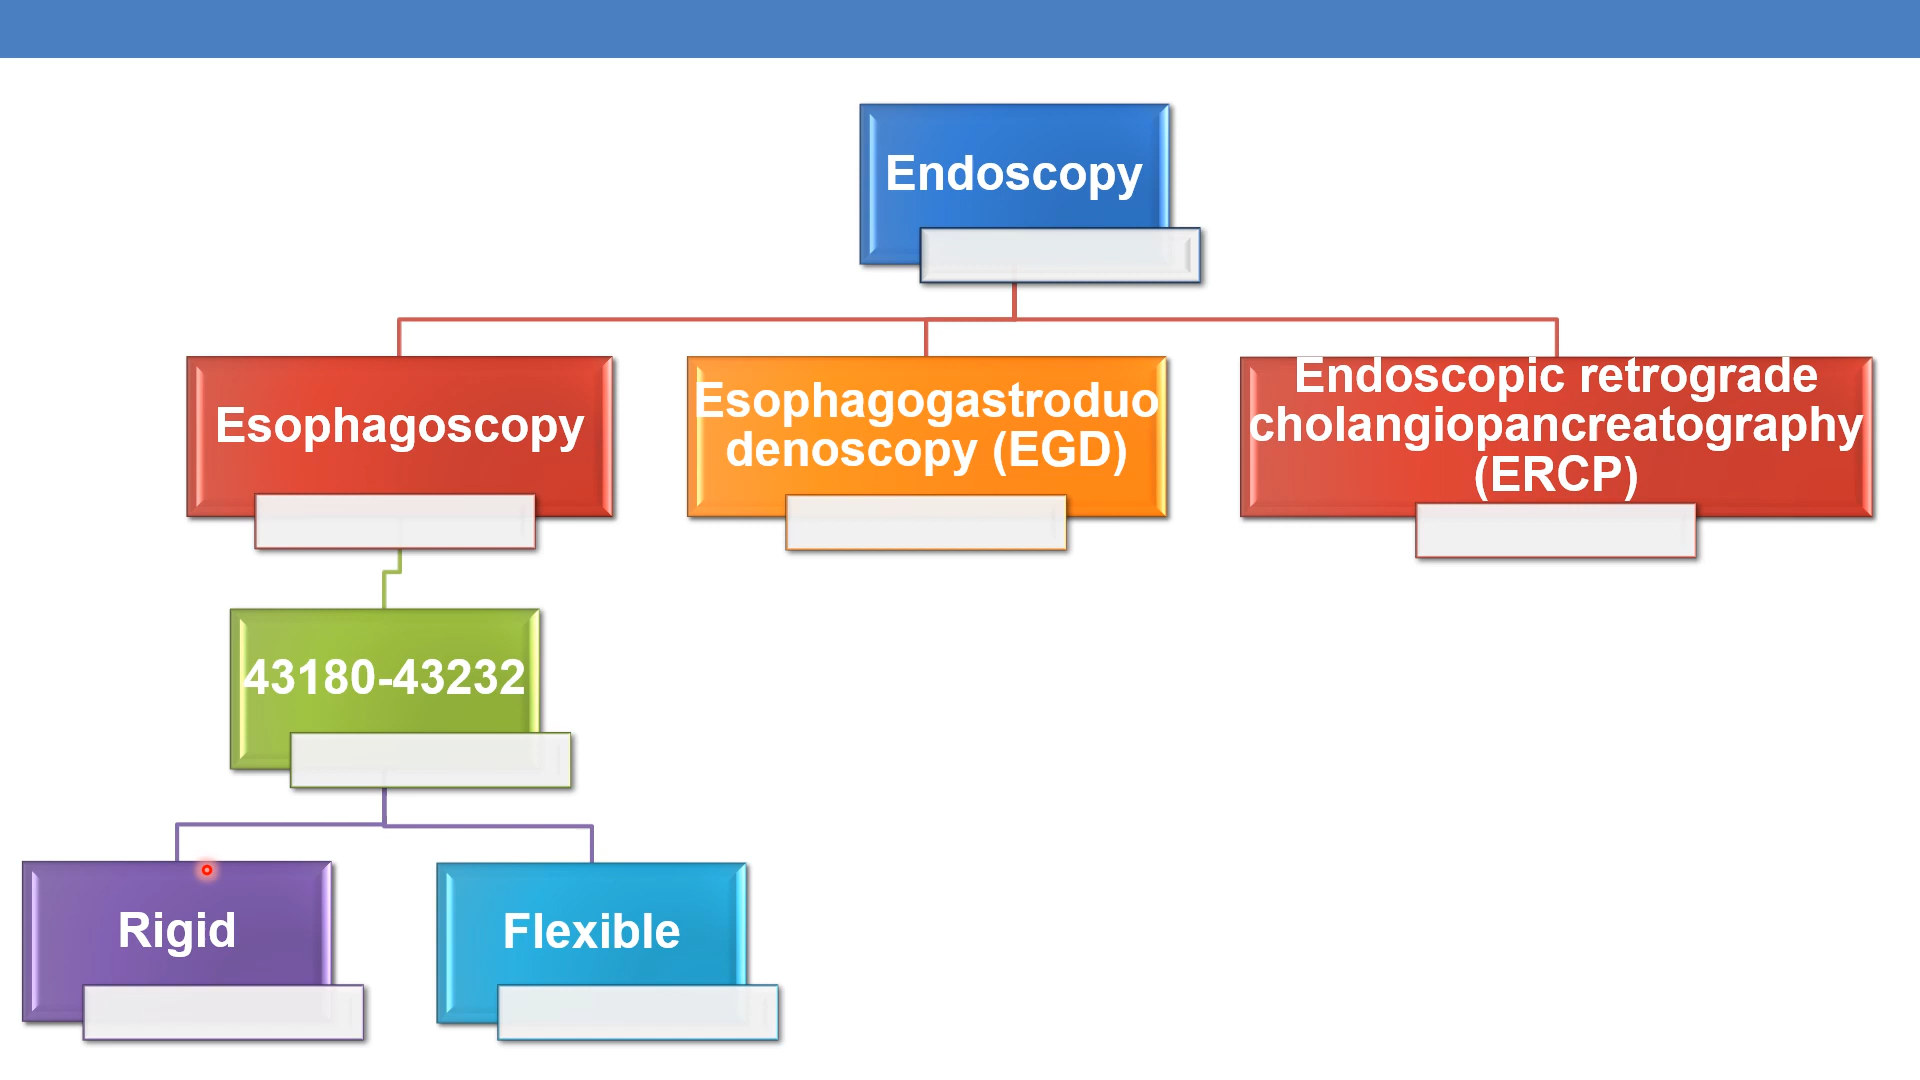 Endoscopy
Esophagoscopy
Esophagogastroduo
denoscopy (EGD)
Endoscopic retrograde
cholangiopancreatography
(ERCP)
43180-43232
Rigid
Flexible